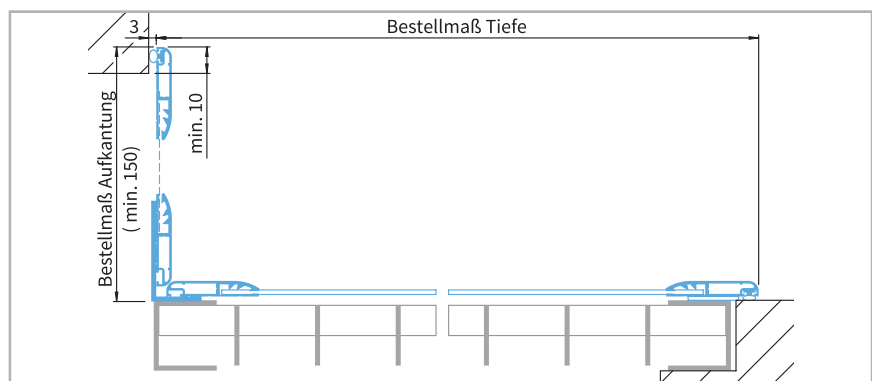 3
Bestellmaß Tiefe
min. 10
Bestellmaß Aufkantung
( min. 150)